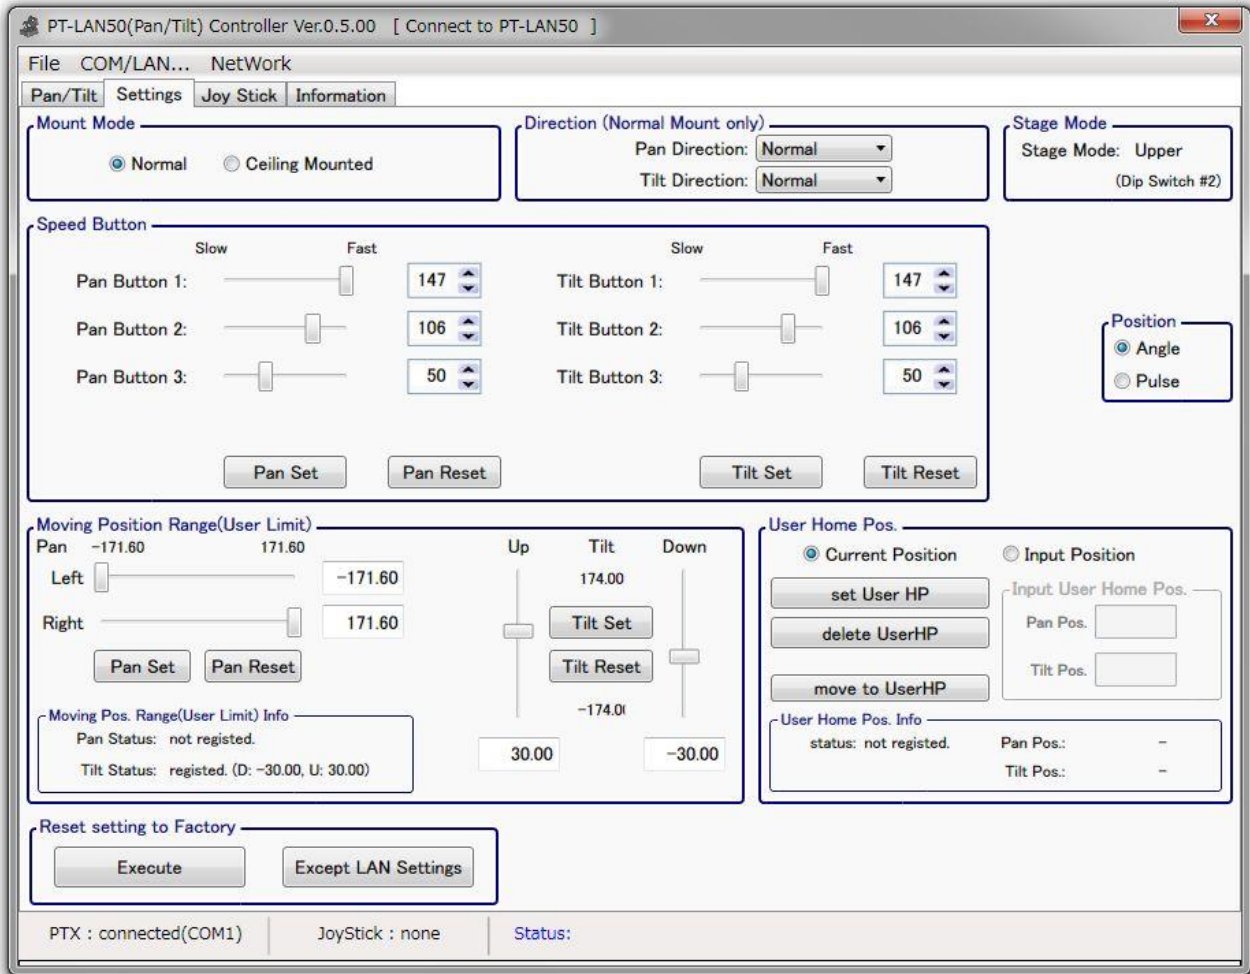 PT-LAN50(Pan/Tilt) Controller Ver.0.5.00 [ Connect to PT-LAN50 ]
x
File COM/LAN... NetWork
Pan/Tilt Settings Joy Stick Information
Mount Mode
Normal Ceiling Mounted
Direction (Normal Mount only)
Pan Direction: Normal
Tilt Direction: Normal
Stage Mode
Stage Mode: Upper
(Dip Switch #2)
Speed Button
Slow Fast Slow Fast
Pan Button 1: 147 Tilt Button 1: 147
Pan Button 2: 106 Tilt Button 2: 106
Pan Button 3: 50 Tilt Button 3: 50
Pan Set Pan Reset Tilt Set Tilt Reset
Position
Angle
Pulse
Moving Position Range(User Limit)
Pan -171.60 171.60
Left -171.60
Right 171.60
Pan Set Pan Reset
Up Tilt Down
174.00
Tilt Set
Tilt Reset
-174.0(
30.00 -30.00
Moving Pos. Range(User Limit) Info
Pan Status: not registed.
Tilt Status: registed. (D: -30.00, U: 30.00)
User Home Pos.
Current Position Input Position
set User HP
delete UserHP
move to UserHP
Input User Home Pos.
Pan Pos.
Tilt Pos.
User Home Pos. Info
status: not registed. Pan Pos.: -
Tilt Pos.: -
Reset setting to Factory
Execute Except LAN Settings
PTX : connected(COM1) JoyStick : none Status: